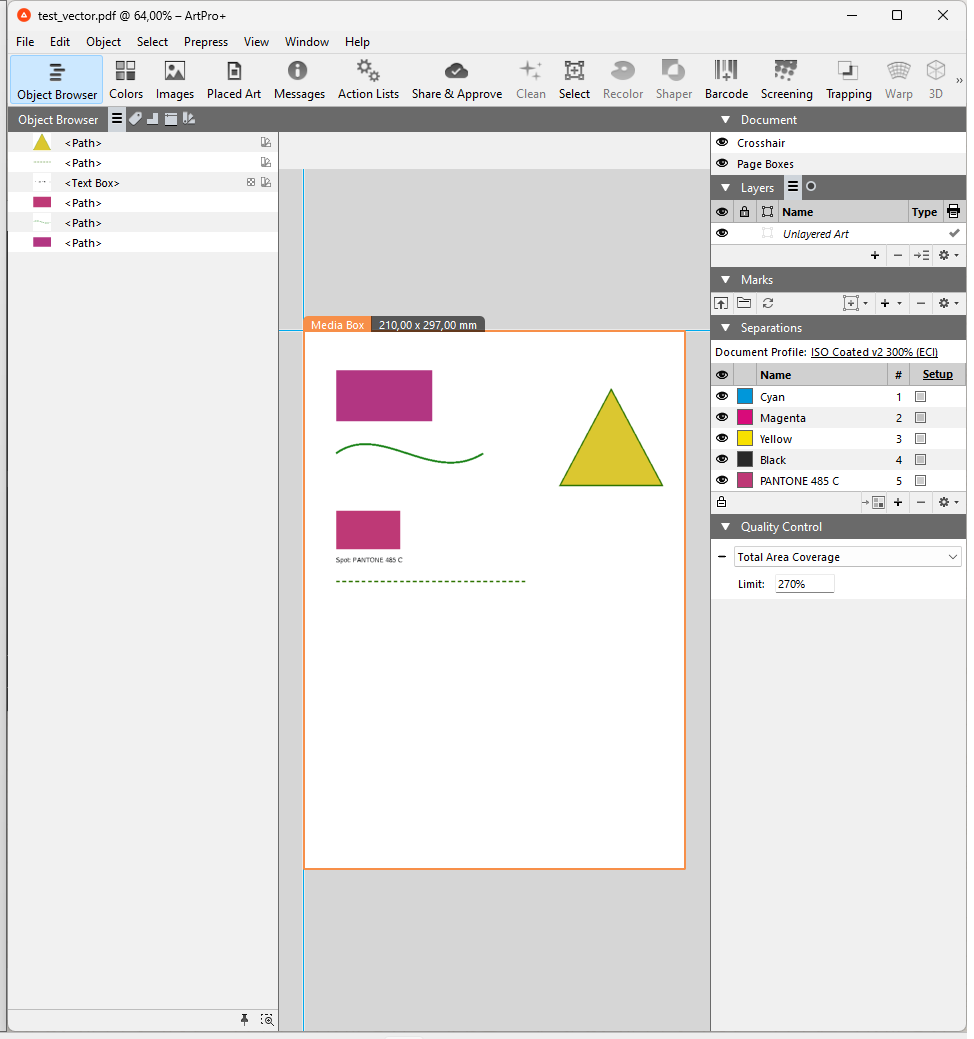 test_vector.pdf @ 64,00% – ArtPro+
File Edit Object Select Prepress View Window Help
Object Browser Colors Images Placed Art Messages Action Lists Share & Approve Clean Select Recolor Shaper Barcode Screening Trapping Warp 3D »
Object Browser
<Path>
<Path>
<Text Box>
<Path>
<Path>
<Path>
Media Box 210,00 x 297,00 mm
Spot: PANTONE 485 C
Document
Crosshair
Page Boxes
Layers
Name Type
Unlayered Art
Marks
Separations
Document Profile: ISO Coated v2 300% (ECI)
Name # Setup
Cyan 1
Magenta 2
Yellow 3
Black 4
PANTONE 485 C 5
Quality Control
Total Area Coverage
Limit: 270%